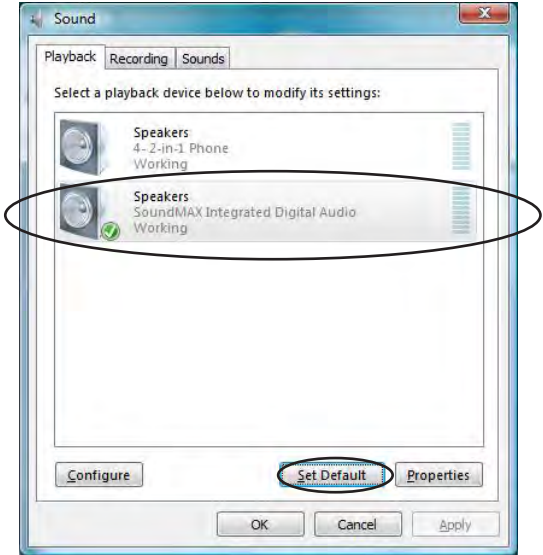 Sound
Playback Recording Sounds
Select a playback device below to modify its settings:
Speakers
4- 2-in-1 Phone
Working
Speakers
SoundMAX Integrated Digital Audio
Working
Configure Set Default Properties
OK Cancel Apply